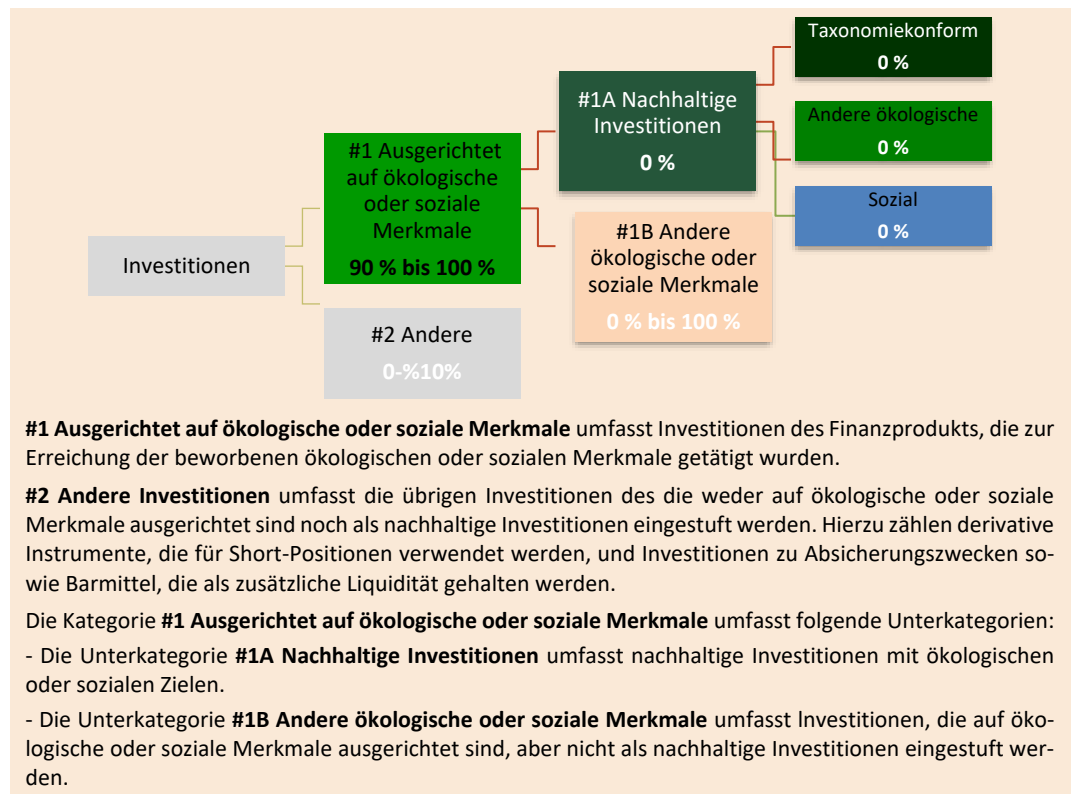 Taxonomiekonform
0 %
#1A Nachhaltige
Investitionen
0 %
Andere ökologische
0 %
#1 Ausgerichtet
auf ökologische
oder soziale
Merkmale
90 % bis 100 %
Sozial
0 %
#1B Andere
ökologische oder
soziale Merkmale
0 % bis 100 %
Investitionen
#2 Andere
0-%10%
#1 Ausgerichtet auf ökologische oder soziale Merkmale umfasst Investitionen des Finanzprodukts, die zur
Erreichung der beworbenen ökologischen oder sozialen Merkmale getätigt wurden.
#2 Andere Investitionen umfasst die übrigen Investitionen des die weder auf ökologische oder soziale
Merkmale ausgerichtet sind noch als nachhaltige Investitionen eingestuft werden. Hierzu zählen derivative
Instrumente, die für Short-Positionen verwendet werden, und Investitionen zu Absicherungszwecken so-
wie Barmittel, die als zusätzliche Liquidität gehalten werden.
Die Kategorie #1 Ausgerichtet auf ökologische oder soziale Merkmale umfasst folgende Unterkategorien:
- Die Unterkategorie #1A Nachhaltige Investitionen umfasst nachhaltige Investitionen mit ökologischen
oder sozialen Zielen.
- Die Unterkategorie #1B Andere ökologische oder soziale Merkmale umfasst Investitionen, die auf öko-
logische oder soziale Merkmale ausgerichtet sind, aber nicht als nachhaltige Investitionen eingestuft wer-
den.